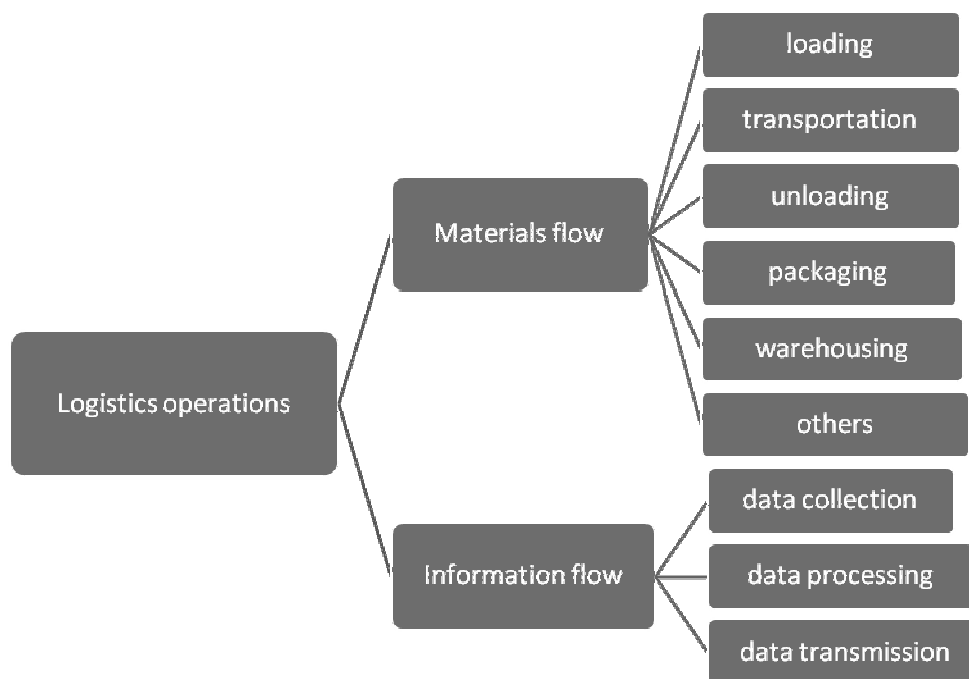 Logistics operations
Materials flow
loading
transportation
unloading
packaging
warehousing
others
Information flow
data collection
data processing
data transmission